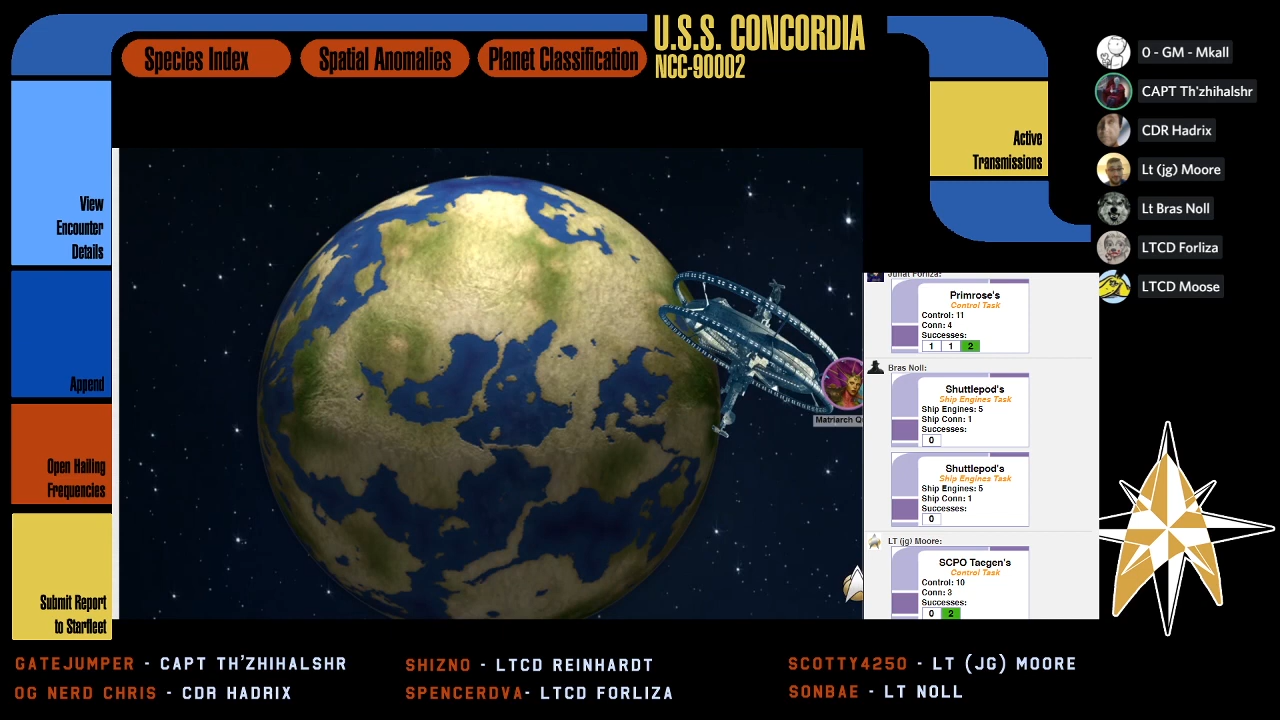 U.S.S. CONCORDIA
NCC-90002
Species Index
Spatial Anomalies
Planet Classification
View
Encounter
Details
Append
Open Hailing
Frequencies
Submit Report
to Starfleet
Active
Transmissions
0 - GM - Mkall
CAPT Th'zhihalshr
CDR Hadrix
Lt (jg) Moore
Lt Bras Noll
LTCD Forliza
LTCD Moose
Matriarch
Forliza:
Primrose's
Control Task
Control: 11
Conn: 4
Successes:
1 1 2
Bras Noll:
Shuttlepod's
Ship Engines Task
Ship Engines: 5
Ship Conn: 1
Successes:
0
Shuttlepod's
Ship Engines Task
Ship Engines: 5
Ship Conn: 1
Successes:
0
LT (jg) Moore:
SCPO Taegen's
Control Task
Control: 10
Conn: 3
Successes:
0 2
GATEJUMPER - CAPT TH'ZHIHALSHR
OG NERD CHRIS - CDR HADRIX
SHIZNO - LTCD REINHARDT
SPENCERDVA- LTCD FORLIZA
SCOTTY4250 - LT (JG) MOORE
SONBAE - LT NOLL